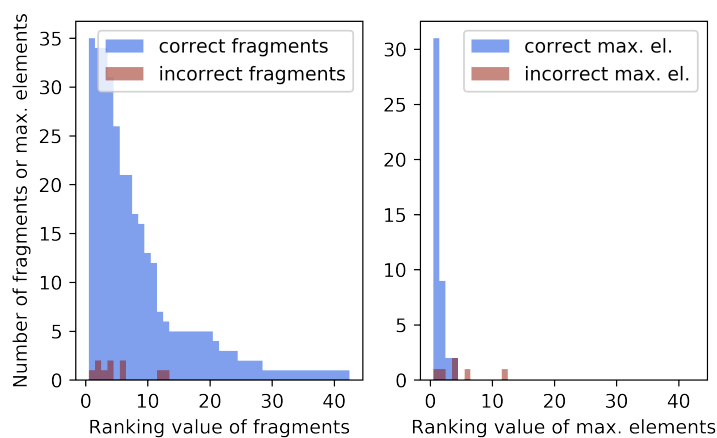 Number of fragments or max. elements
35
30
25
20
15
10
5
0
correct fragments
incorrect fragments
0 10 20 30 40
Ranking value of fragments
30
25
20
15
10
5
0
correct max. el.
incorrect max. el.
0 10 20 30 40
Ranking value of max. elements